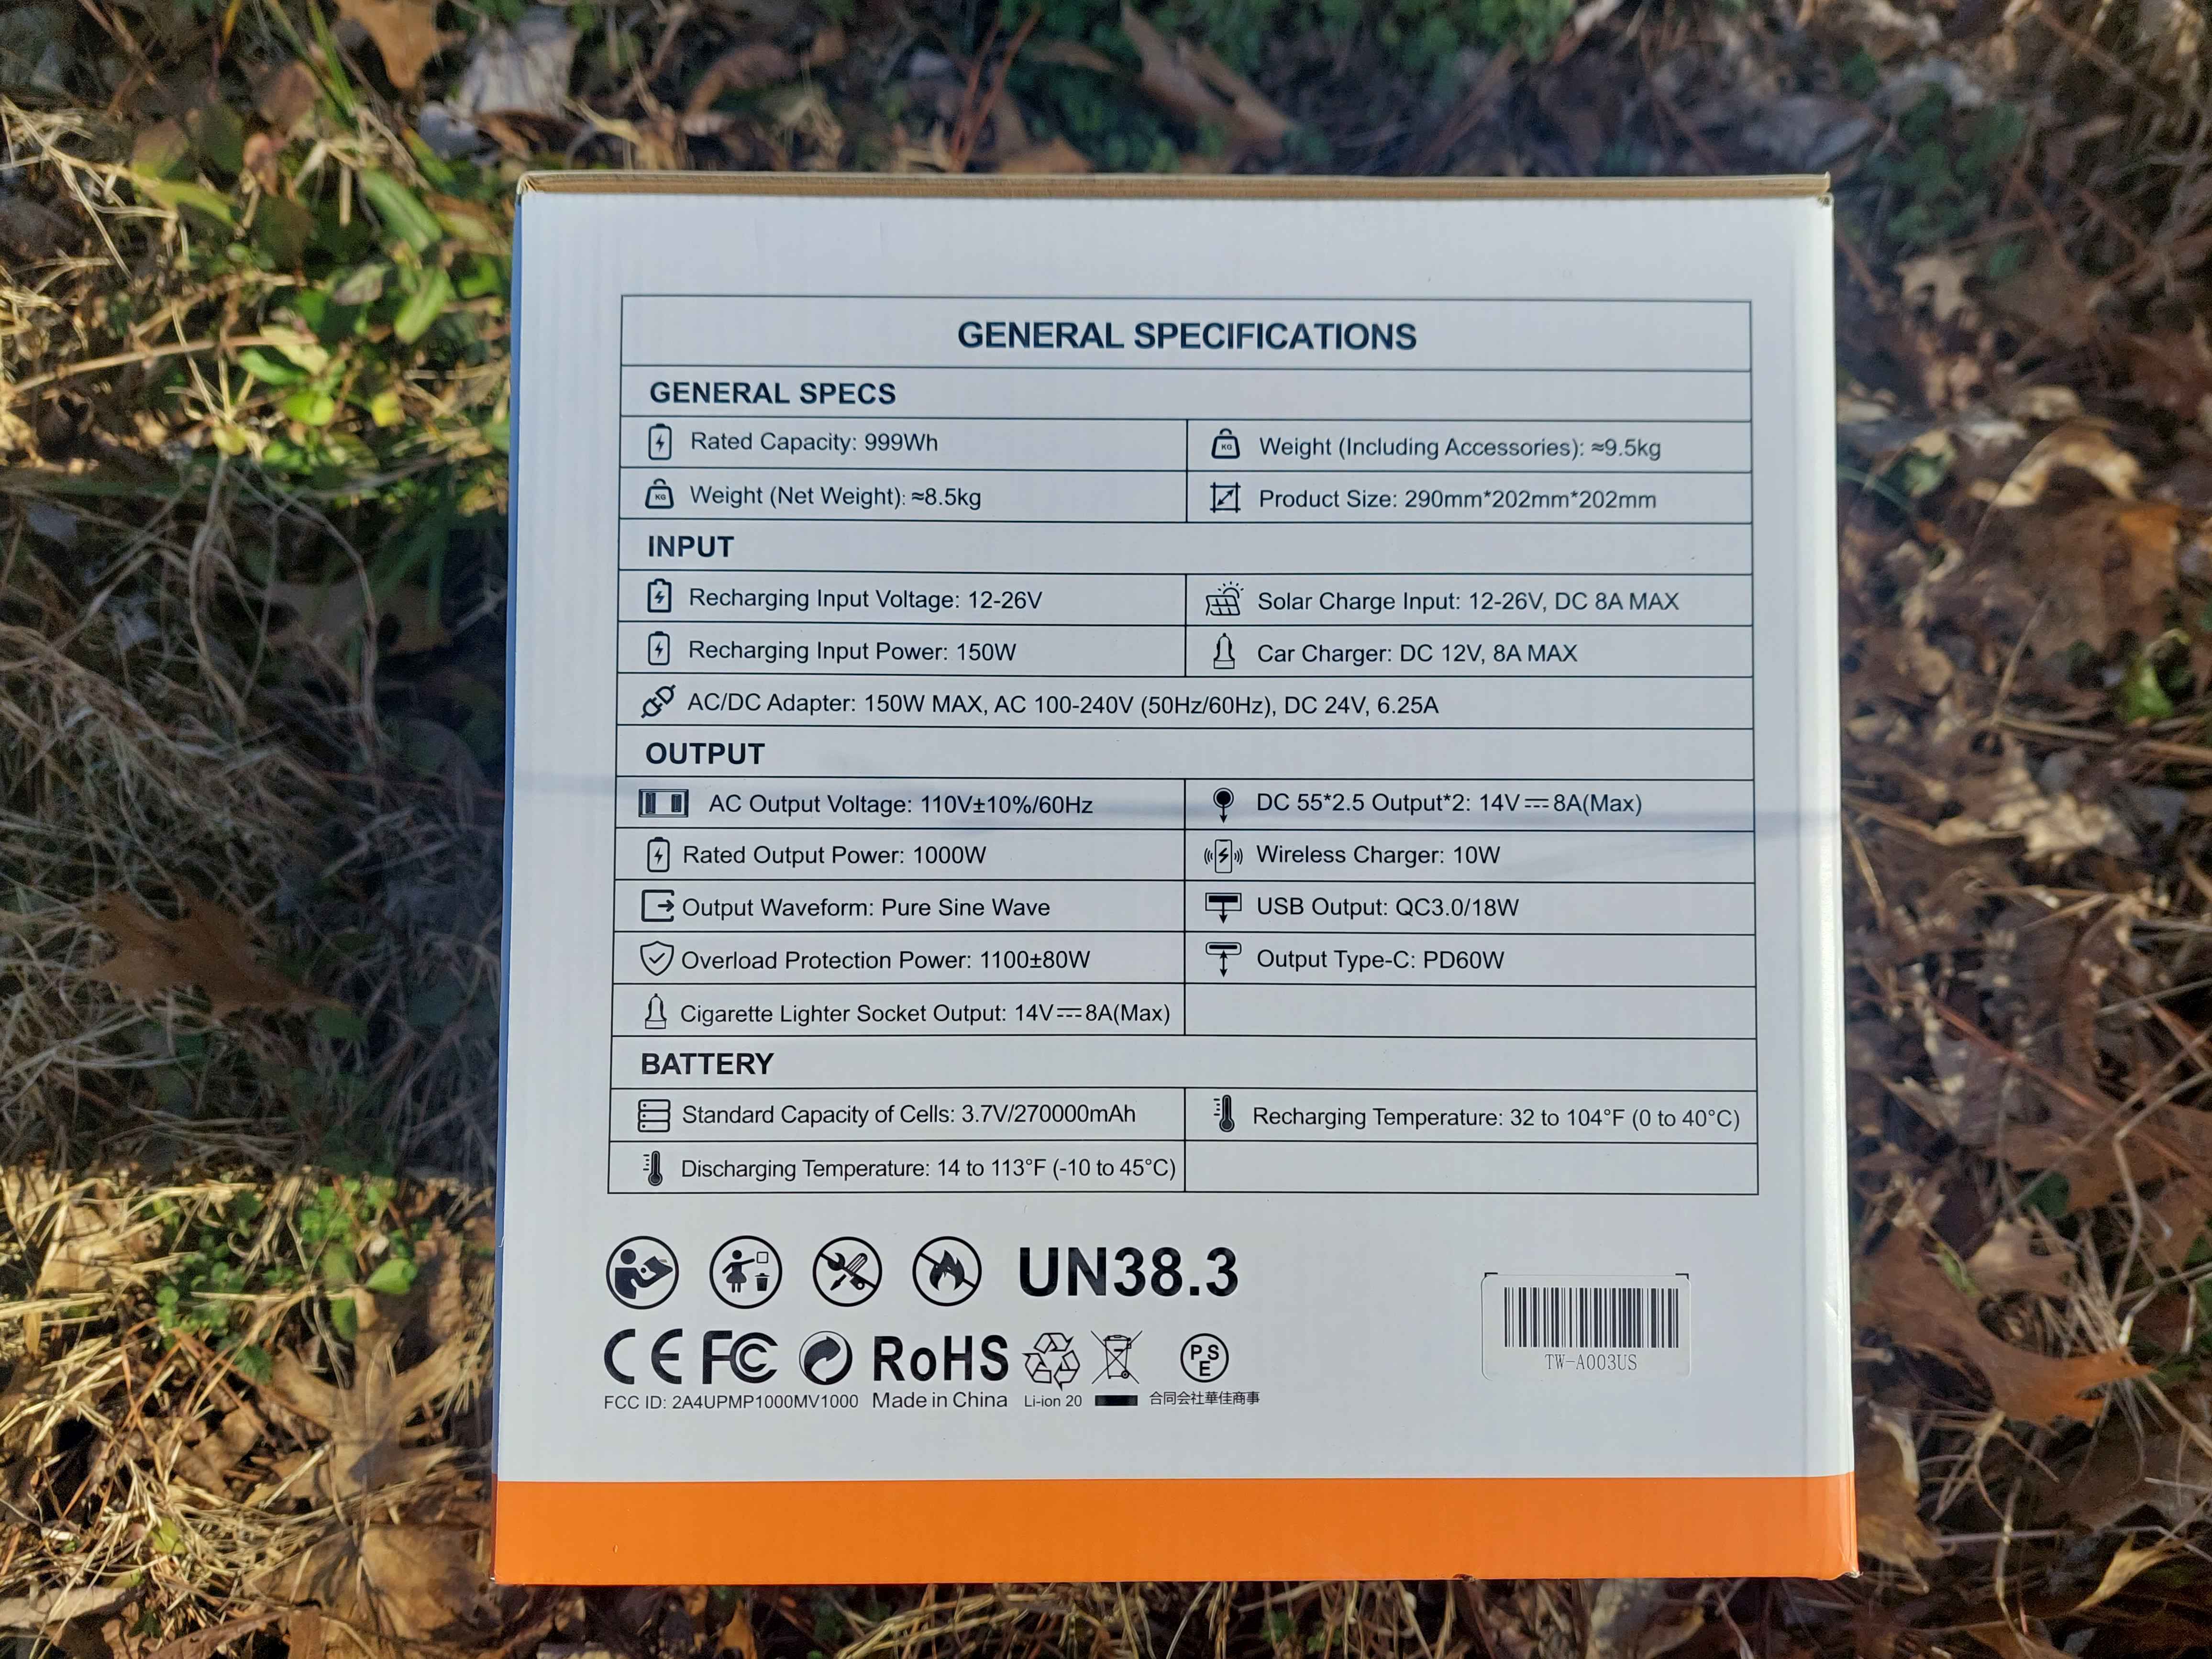 GENERAL SPECIFICATIONS
GENERAL SPECS
Rated Capacity: 999Wh
Weight (Including Accessories): ≈9.5kg
Weight (Net Weight): ≈8.5kg
Product Size: 290mm*202mm*202mm
INPUT
Recharging Input Voltage: 12-26V
Solar Charge Input: 12-26V, DC 8A MAX
Recharging Input Power: 150W
Car Charger: DC 12V, 8A MAX
AC/DC Adapter: 150W MAX, AC 100-240V (50Hz/60Hz), DC 24V, 6.25A
OUTPUT
AC Output Voltage: 110V±10%/60Hz
DC 55*2.5 Output*2: 14V⎓8A(Max)
Rated Output Power: 1000W
Wireless Charger: 10W
Output Waveform: Pure Sine Wave
USB Output: QC3.0/18W
Overload Protection Power: 1100±80W
Output Type-C: PD60W
Cigarette Lighter Socket Output: 14V⎓8A(Max)
BATTERY
Standard Capacity of Cells: 3.7V/270000mAh
Recharging Temperature: 32 to 104°F (0 to 40°C)
Discharging Temperature: 14 to 113°F (-10 to 45°C)
UN38.3
CE FC RoHS PSE
FCC ID: 2A4UPMP1000MV1000 Made in China Li-ion 20 合同会社華佳商事
TW-A003US